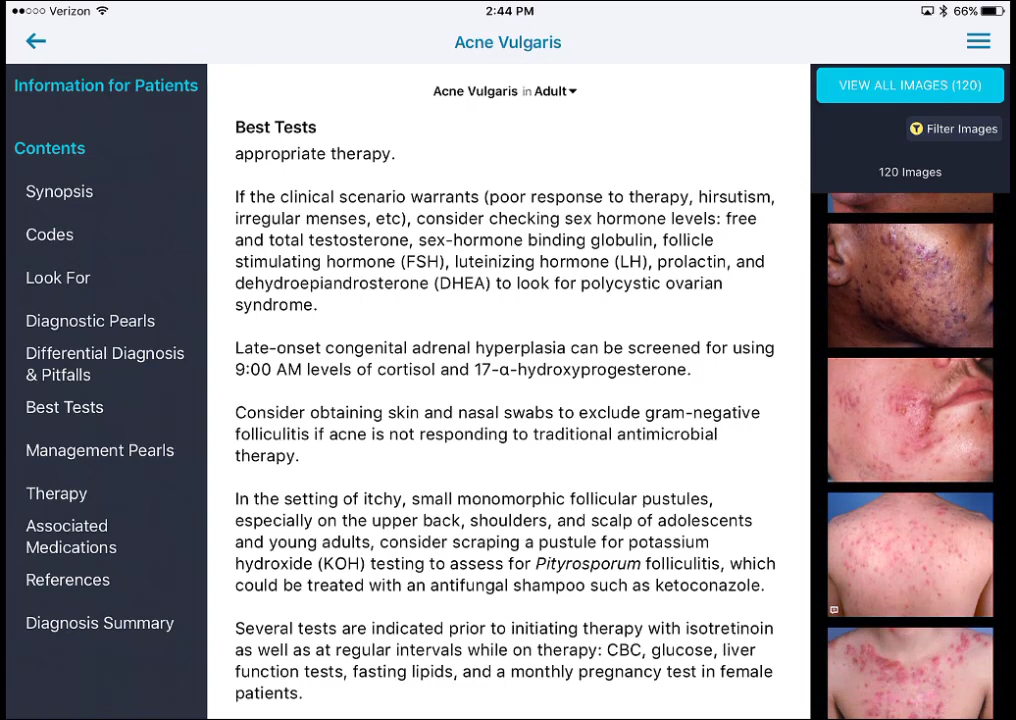 Verizon
2:44 PM
66%
Acne Vulgaris
Information for Patients
Contents
Synopsis
Codes
Look For
Diagnostic Pearls
Differential Diagnosis
& Pitfalls
Best Tests
Management Pearls
Therapy
Associated
Medications
References
Diagnosis Summary
Acne Vulgaris in Adult
Best Tests
appropriate therapy.
If the clinical scenario warrants (poor response to therapy, hirsutism,
irregular menses, etc), consider checking sex hormone levels: free
and total testosterone, sex-hormone binding globulin, follicle
stimulating hormone (FSH), luteinizing hormone (LH), prolactin, and
dehydroepiandrosterone (DHEA) to look for polycystic ovarian
syndrome.
Late-onset congenital adrenal hyperplasia can be screened for using
9:00 AM levels of cortisol and 17-α-hydroxyprogesterone.
Consider obtaining skin and nasal swabs to exclude gram-negative
folliculitis if acne is not responding to traditional antimicrobial
therapy.
In the setting of itchy, small monomorphic follicular pustules,
especially on the upper back, shoulders, and scalp of adolescents
and young adults, consider scraping a pustule for potassium
hydroxide (KOH) testing to assess for Pityrosporum folliculitis, which
could be treated with an antifungal shampoo such as ketoconazole.
Several tests are indicated prior to initiating therapy with isotretinoin
as well as at regular intervals while on therapy: CBC, glucose, liver
function tests, fasting lipids, and a monthly pregnancy test in female
patients.
VIEW ALL IMAGES (120)
Filter Images
120 Images